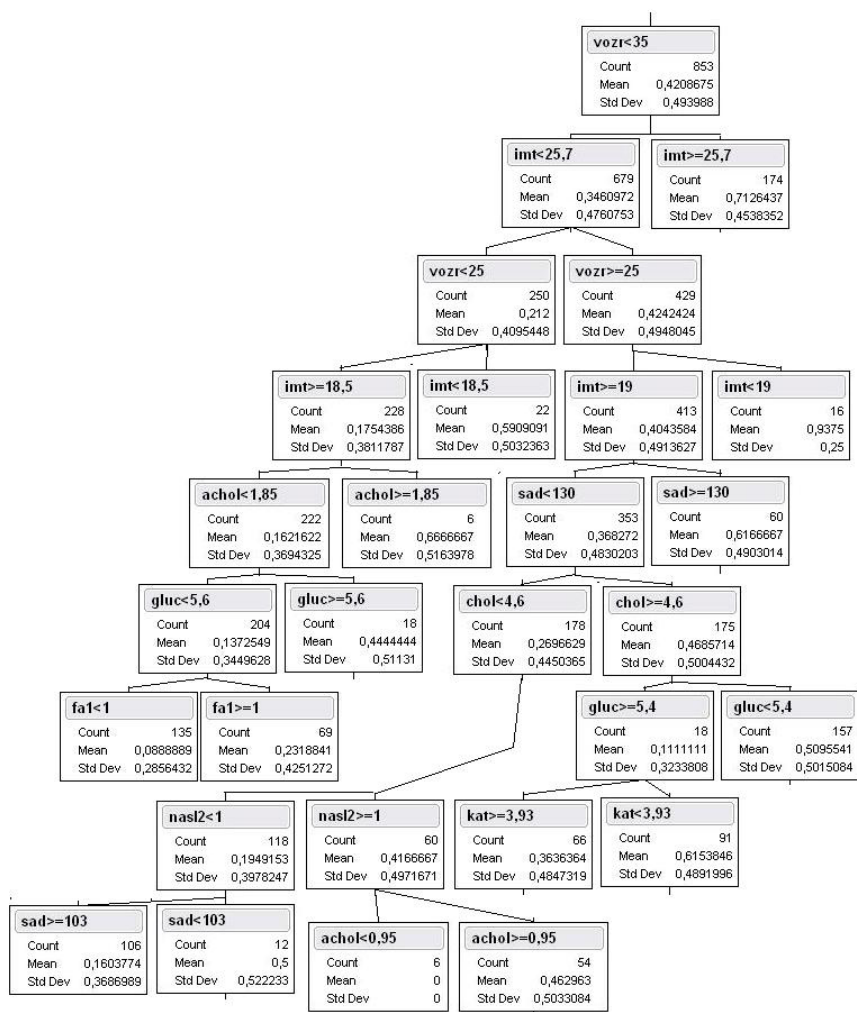 vozr<35
Count 853
Mean 0,4208675
Std Dev 0,493988
imt<25,7
Count 679
Mean 0,3460972
Std Dev 0,4760753
imt>=25,7
Count 174
Mean 0,7126437
Std Dev 0,4538352
vozr<25
Count 250
Mean 0,212
Std Dev 0,4095448
vozr>=25
Count 429
Mean 0,4242424
Std Dev 0,4948045
imt>=18,5
Count 228
Mean 0,1754386
Std Dev 0,3811787
imt<18,5
Count 22
Mean 0,5909091
Std Dev 0,5032363
imt>=19
Count 413
Mean 0,4043584
Std Dev 0,4913627
imt<19
Count 16
Mean 0,9375
Std Dev 0,25
achol<1,85
Count 222
Mean 0,1621622
Std Dev 0,3694325
achol>=1,85
Count 6
Mean 0,6666667
Std Dev 0,5163978
sad<130
Count 353
Mean 0,368272
Std Dev 0,4830203
sad>=130
Count 60
Mean 0,6166667
Std Dev 0,4903014
gluc<5,6
Count 204
Mean 0,1372549
Std Dev 0,3449628
gluc>=5,6
Count 18
Mean 0,4444444
Std Dev 0,51131
chol<4,6
Count 178
Mean 0,2696629
Std Dev 0,4450365
chol>=4,6
Count 175
Mean 0,4685714
Std Dev 0,5004432
fa1<1
Count 135
Mean 0,0888889
Std Dev 0,2856432
fa1>=1
Count 69
Mean 0,2318841
Std Dev 0,4251272
gluc>=5,4
Count 18
Mean 0,1111111
Std Dev 0,3233808
gluc<5,4
Count 157
Mean 0,5095541
Std Dev 0,5015084
nasl2<1
Count 118
Mean 0,1949153
Std Dev 0,3978247
nasl2>=1
Count 60
Mean 0,4166667
Std Dev 0,4971671
kat>=3,93
Count 66
Mean 0,3636364
Std Dev 0,4847319
kat<3,93
Count 91
Mean 0,6153846
Std Dev 0,4891996
sad>=103
Count 106
Mean 0,1603774
Std Dev 0,3686989
sad<103
Count 12
Mean 0,5
Std Dev 0,522233
achol<0,95
Count 6
Mean 0
Std Dev 0
achol>=0,95
Count 54
Mean 0,462963
Std Dev 0,5033084